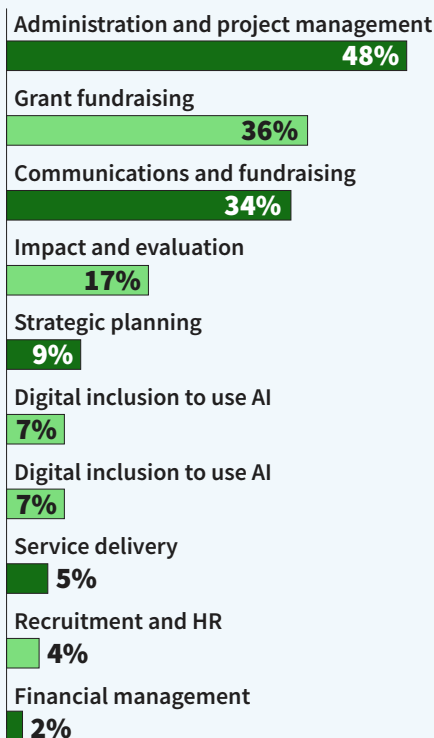 Administration and project management
48%
Grant fundraising
36%
Communications and fundraising
34%
Impact and evaluation
17%
Strategic planning
9%
Digital inclusion to use AI
7%
Digital inclusion to use AI
7%
Service delivery
5%
Recruitment and HR
4%
Financial management
2%